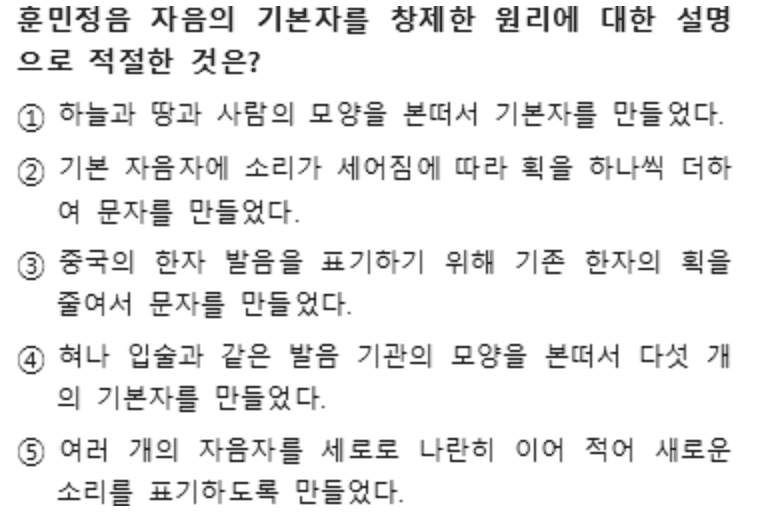 훈민정음 자음의 기본자를 창제한 원리에 대한 설명
으로 적절한 것은?
① 하늘과 땅과 사람의 모양을 본떠서 기본자를 만들었다.
② 기본 자음자에 소리가 세어짐에 따라 획을 하나씩 더하
여 문자를 만들었다.
③ 중국의 한자 발음을 표기하기 위해 기존 한자의 획을
줄여서 문자를 만들었다.
④ 혀나 입술과 같은 발음 기관의 모양을 본떠서 다섯 개
의 기본자를 만들었다.
⑤ 여러 개의 자음자를 세로로 나란히 이어 적어 새로운
소리를 표기하도록 만들었다.